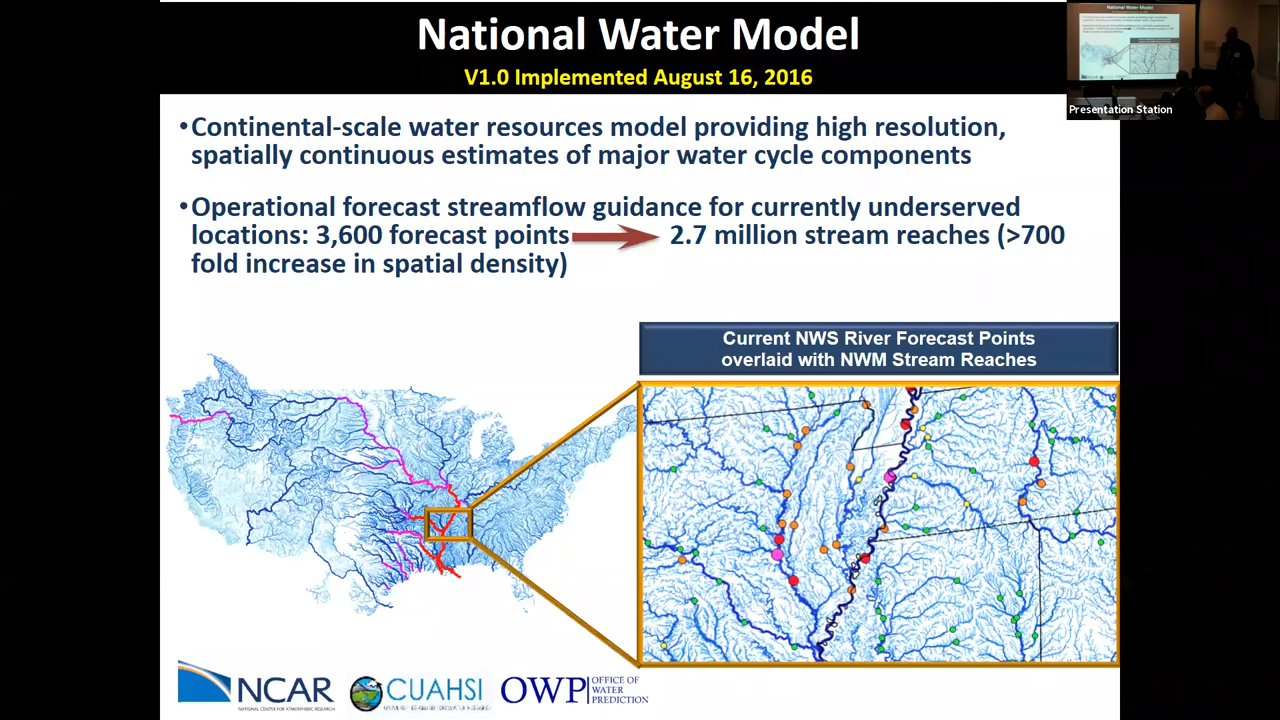 National Water Model
V1.0 Implemented August 16, 2016
•Continental-scale water resources model providing high resolution,
spatially continuous estimates of major water cycle components
•Operational forecast streamflow guidance for currently underserved
locations: 3,600 forecast points 2.7 million stream reaches (>700
fold increase in spatial density)
Current NWS River Forecast Points
overlaid with NWM Stream Reaches
NCAR
NATIONAL CENTER FOR ATMOSPHERIC RESEARCH
CUAHSI
OWP
OFFICE OF
WATER
PREDICTION
National Water Model
Presentation Station